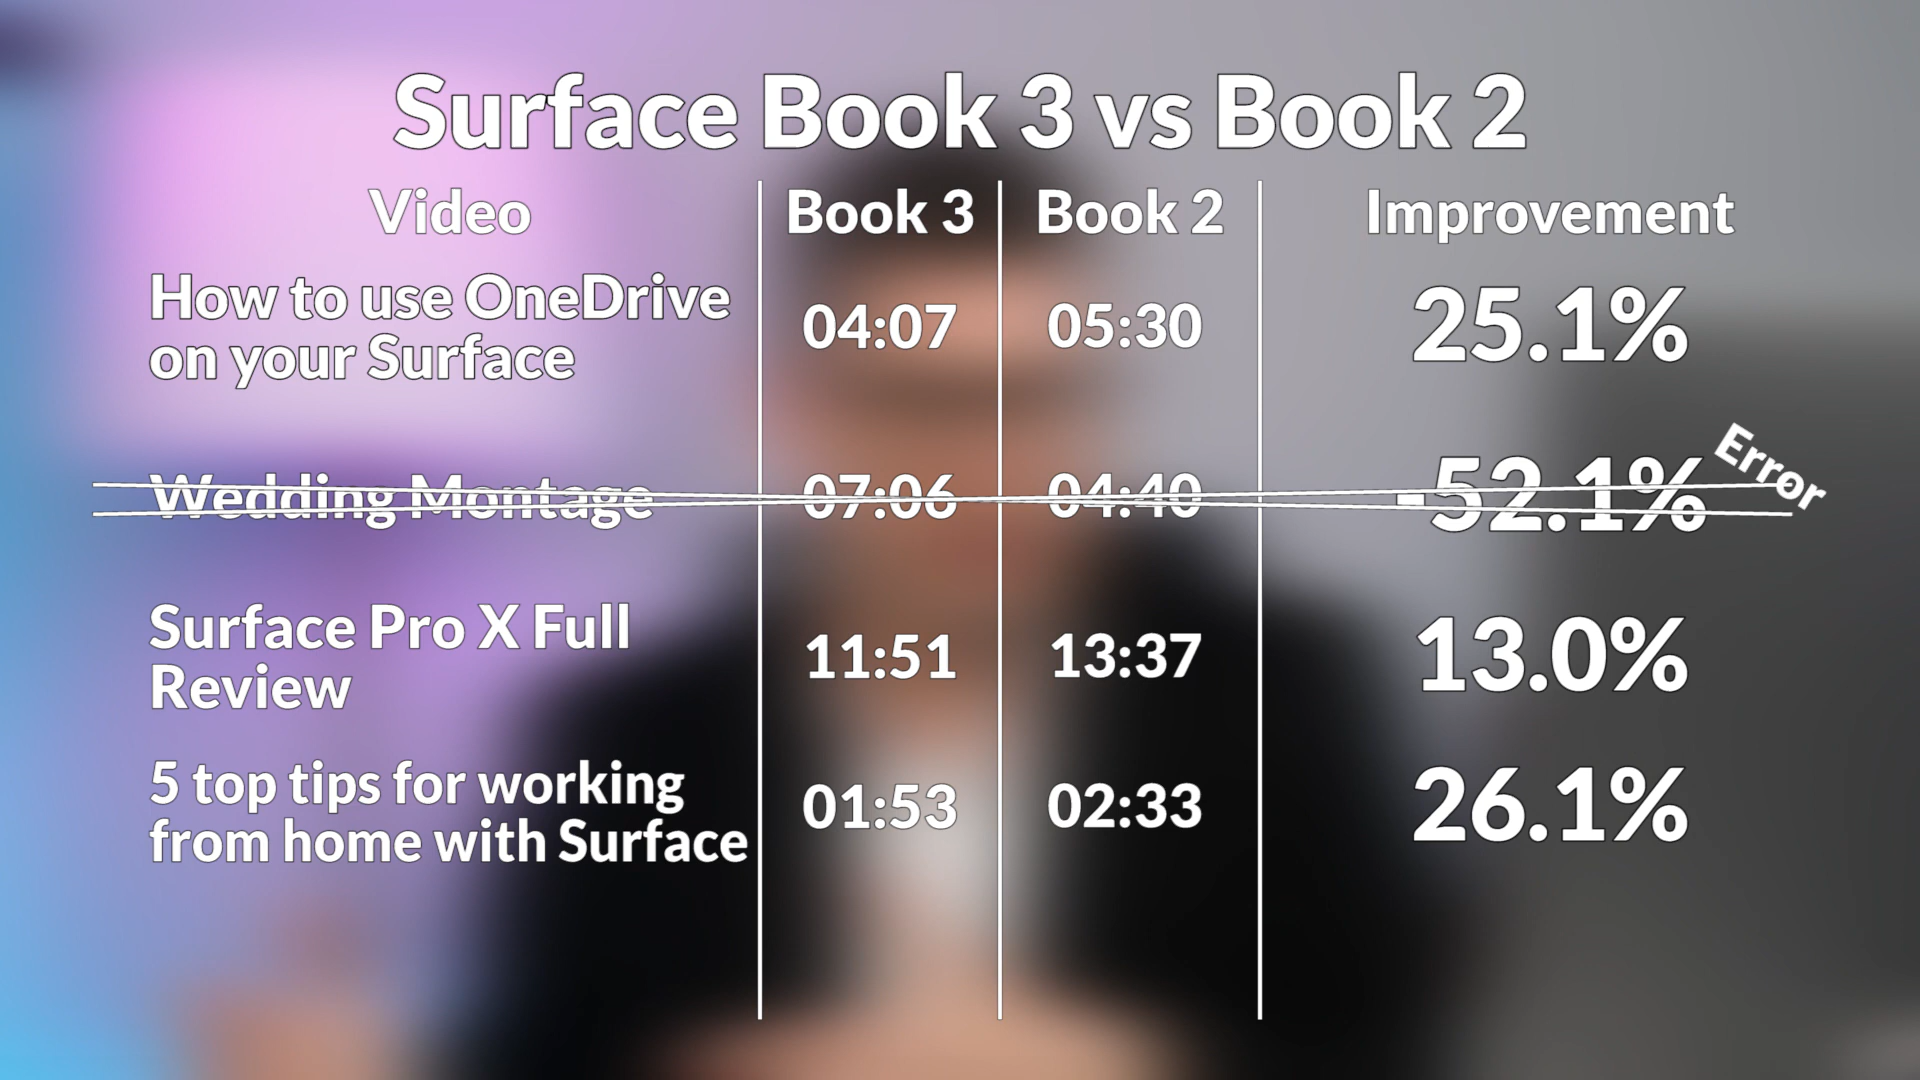 Surface Book 3 vs Book 2
Video Book 3 Book 2 Improvement
How to use OneDrive
on your Surface
04:07 05:30 25.1%
Wedding Montage 07:06 04:40 -52.1% Error
Surface Pro X Full
Review
11:51 13:37 13.0%
5 top tips for working
from home with Surface
01:53 02:33 26.1%